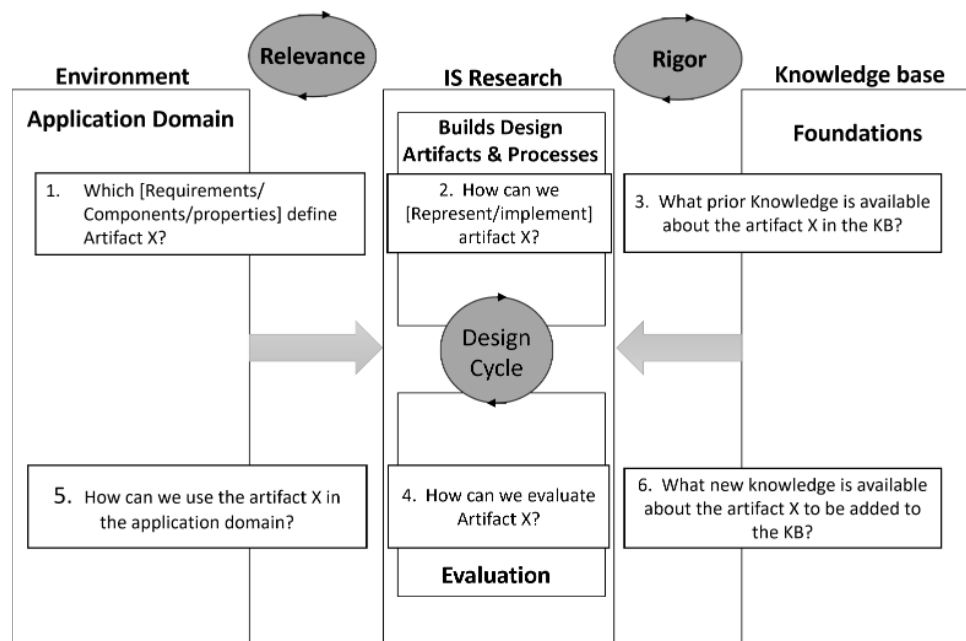 Relevance
Rigor
Environment
IS Research
Knowledge base
Application Domain
Builds Design
Artifacts & Processes
Foundations
1. Which [Requirements/
Components/properties] define
Artifact X?
2. How can we
[Represent/implement]
artifact X?
3. What prior Knowledge is available
about the artifact X in the KB?
Design
Cycle
5. How can we use the artifact X in
the application domain?
4. How can we evaluate
Artifact X?
6. What new knowledge is available
about the artifact X to be added to
the KB?
Evaluation